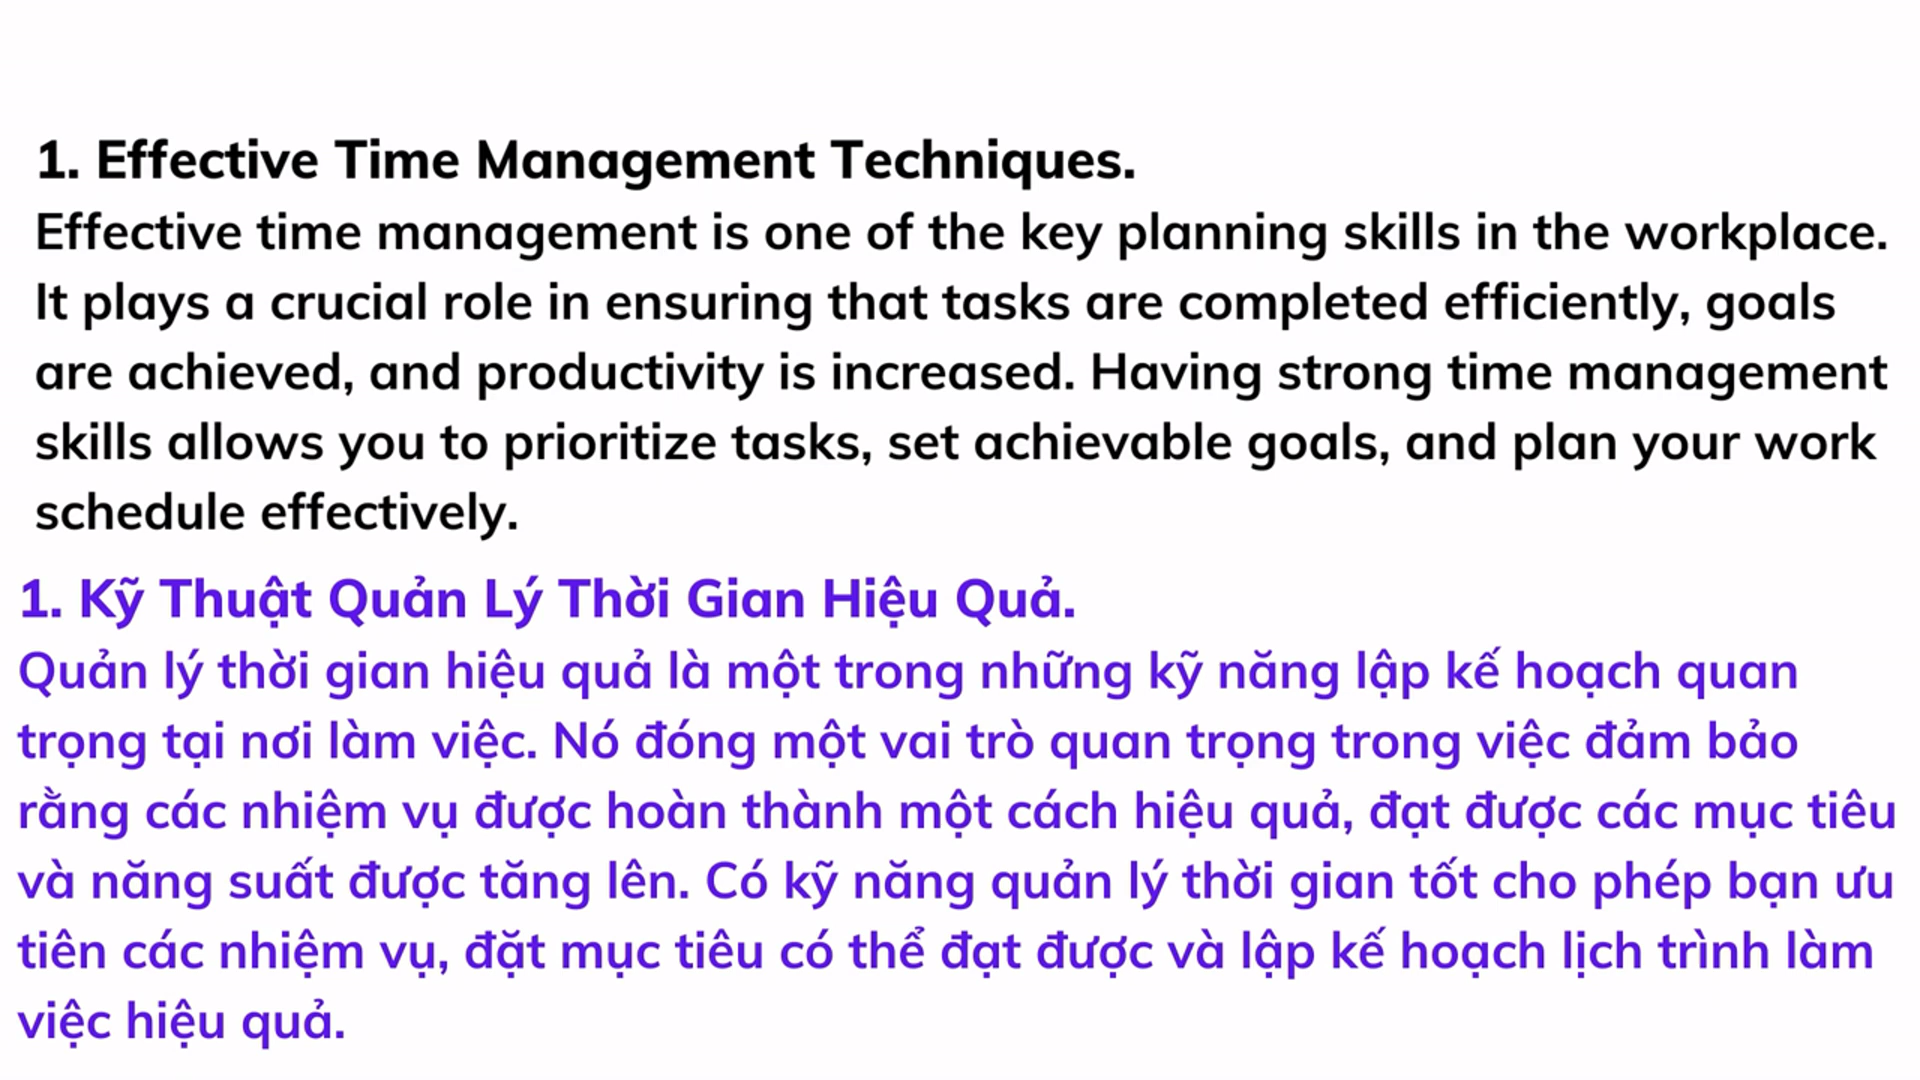 1. Effective Time Management Techniques.
Effective time management is one of the key planning skills in the workplace.
It plays a crucial role in ensuring that tasks are completed efficiently, goals
are achieved, and productivity is increased. Having strong time management
skills allows you to prioritize tasks, set achievable goals, and plan your work
schedule effectively.
1. Kỹ Thuật Quản Lý Thời Gian Hiệu Quả.
Quản lý thời gian hiệu quả là một trong những kỹ năng lập kế hoạch quan
trọng tại nơi làm việc. Nó đóng một vai trò quan trọng trong việc đảm bảo
rằng các nhiệm vụ được hoàn thành một cách hiệu quả, đạt được các mục tiêu
và năng suất được tăng lên. Có kỹ năng quản lý thời gian tốt cho phép bạn ưu
tiên các nhiệm vụ, đặt mục tiêu có thể đạt được và lập kế hoạch lịch trình làm
việc hiệu quả.